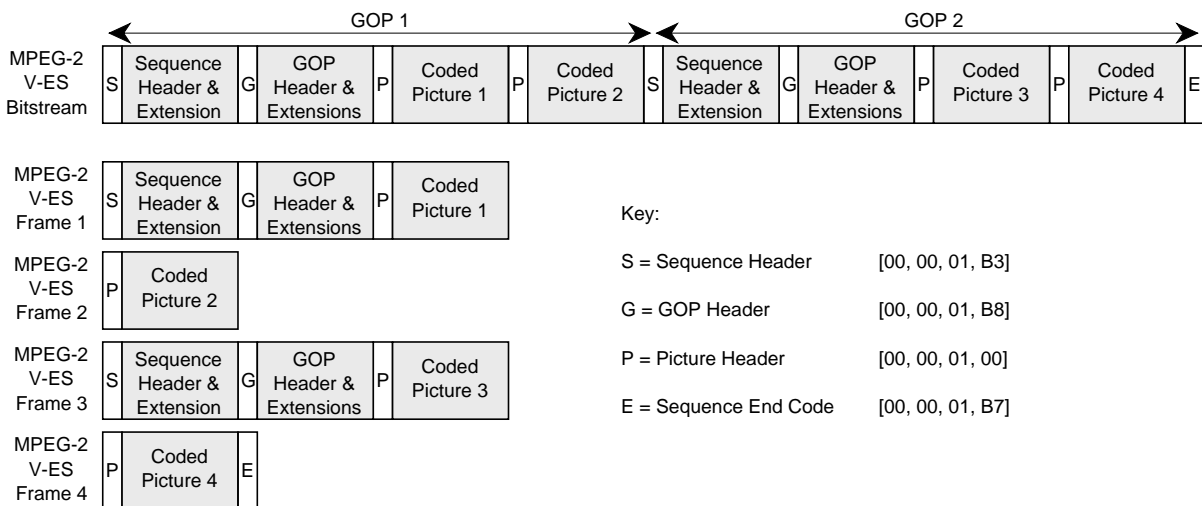 GOP 1
GOP 2
MPEG-2
V-ES
Bitstream
S
Sequence
Header &
Extension
G
GOP
Header &
Extensions
P
Coded
Picture 1
P
Coded
Picture 2
S
Sequence
Header &
Extension
G
GOP
Header &
Extensions
P
Coded
Picture 3
P
Coded
Picture 4
E
MPEG-2
V-ES
Frame 1
S
Sequence
Header &
Extension
G
GOP
Header &
Extensions
P
Coded
Picture 1
MPEG-2
V-ES
Frame 2
P
Coded
Picture 2
MPEG-2
V-ES
Frame 3
S
Sequence
Header &
Extension
G
GOP
Header &
Extensions
P
Coded
Picture 3
MPEG-2
V-ES
Frame 4
P
Coded
Picture 4
E
Key:
S = Sequence Header [00, 00, 01, B3]
G = GOP Header [00, 00, 01, B8]
P = Picture Header [00, 00, 01, 00]
E = Sequence End Code [00, 00, 01, B7]